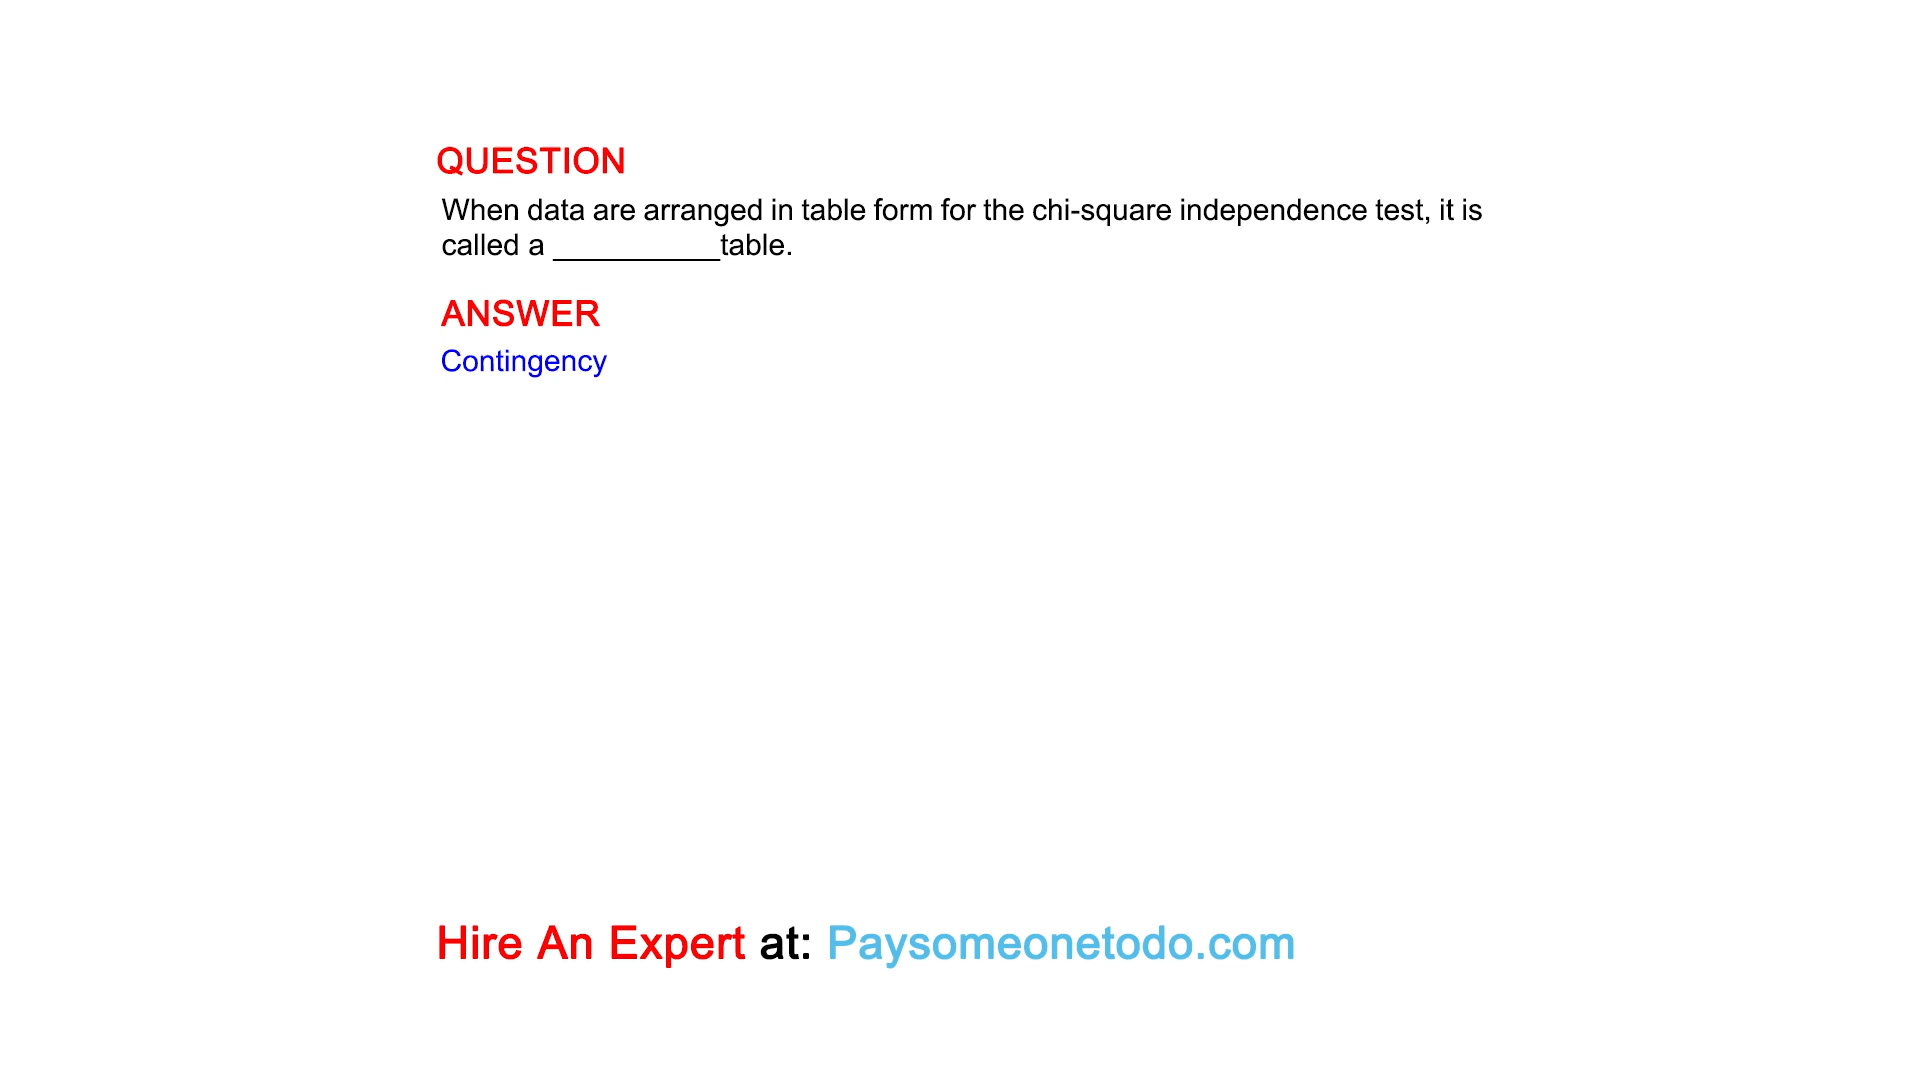 QUESTION
When data are arranged in table form for the chi-square independence test, it is
called a __________table.
ANSWER
Contingency
Hire An Expert at: Paysomeonetodo.com